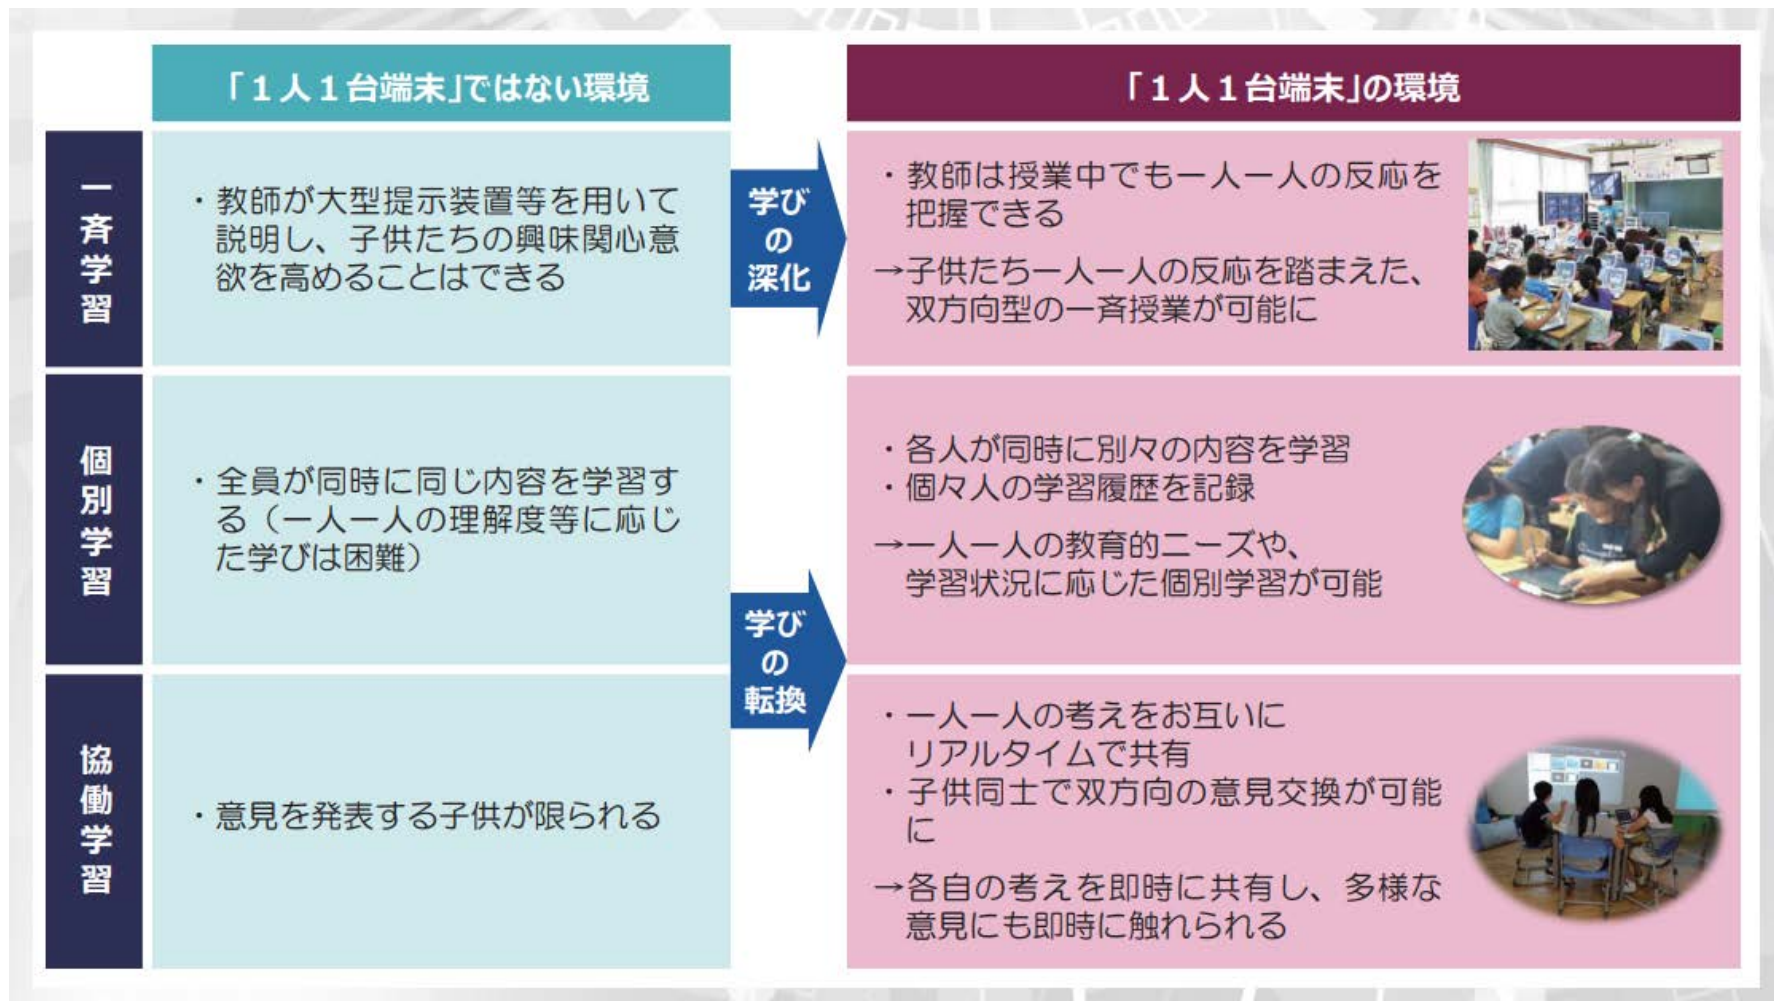 「１人１台端末」ではない環境
「１人１台端末」の環境
一斉学習
・教師が大型提示装置等を用いて
説明し、子供たちの興味関心意
欲を高めることはできる
学び
の
深化
・教師は授業中でも一人一人の反応を
把握できる
→子供たち一人一人の反応を踏まえた、
双方向型の一斉授業が可能に
個別学習
・全員が同時に同じ内容を学習す
る（一人一人の理解度等に応じ
た学びは困難）
学び
の
転換
・各人が同時に別々の内容を学習
・個々人の学習履歴を記録
→一人一人の教育的ニーズや、
学習状況に応じた個別学習が可能
協働学習
・意見を発表する子供が限られる
・一人一人の考えをお互いに
リアルタイムで共有
・子供同士で双方向の意見交換が可能
に
→各自の考えを即時に共有し、多様な
意見にも即時に触れられる